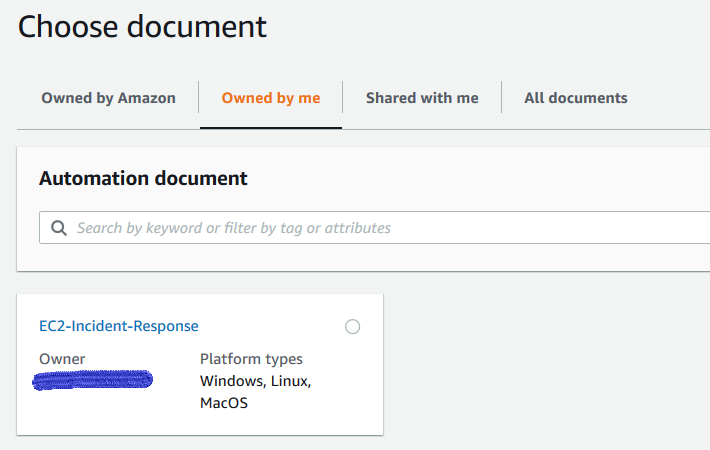 Choose document
Owned by Amazon
Owned by me
Shared with me
All documents
Automation document
Search by keyword or filter by tag or attributes
EC2-Incident-Response
Owner
Platform types
Windows, Linux,
MacOS